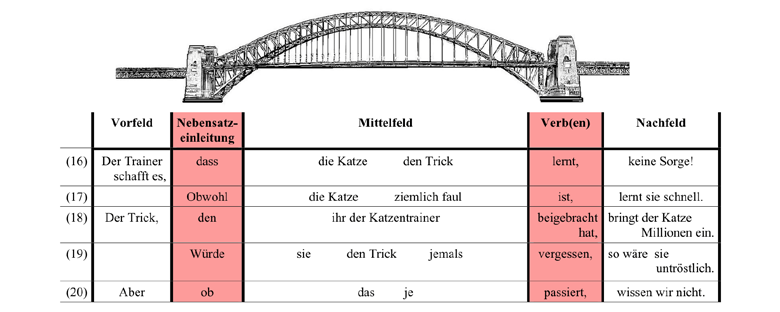 Vorfeld Nebensatz- Mittelfeld Verb(en) Nachfeld
einleitung
(16) Der Trainer dass die Katze den Trick lernt, keine Sorge!
schafft es,
(17) Obwohl die Katze ziemlich faul ist, lernt sie schnell.
(18) Der Trick, den ihr der Katzentrainer beigebracht bringt der Katze
hat, Millionen ein.
(19) Würde sie den Trick jemals vergessen, so wäre sie
untröstlich.
(20) Aber ob das je passiert, wissen wir nicht.